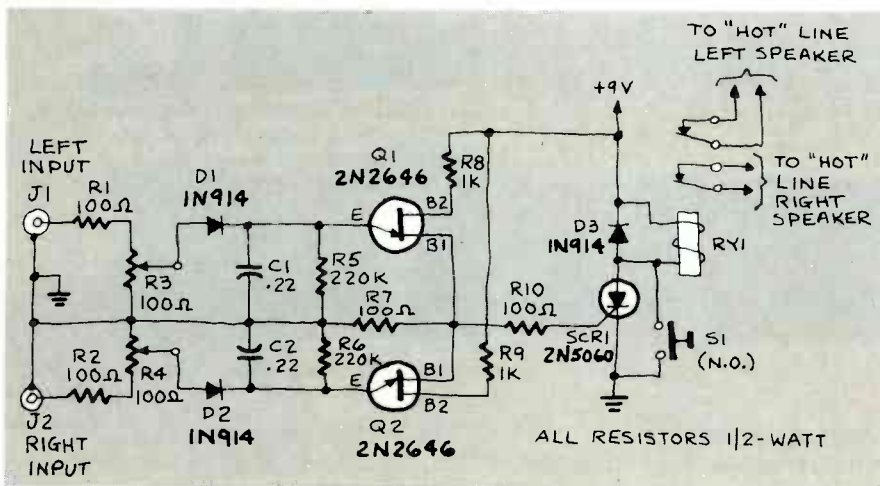 TO "HOT" LINE
LEFT SPEAKER
+9V
LEFT
INPUT
J1
R1
100Ω
D1
1N914
Q1
2N2646
R8
1K
B2
E
B1
TO "HOT"
LINE
RIGHT
SPEAKER
D3
1N914
RY1
R3
100Ω
C1
.22
R5
220K
R7
100Ω
R10
100Ω
SCR1
2N5060
S1
(N.O.)
R2
100Ω
R4
100Ω
C2
.22
R6
220K
R9
1K
B1
E
B2
J2
RIGHT
INPUT
D2
1N914
Q2
2N2646
ALL RESISTORS 1/2-WATT